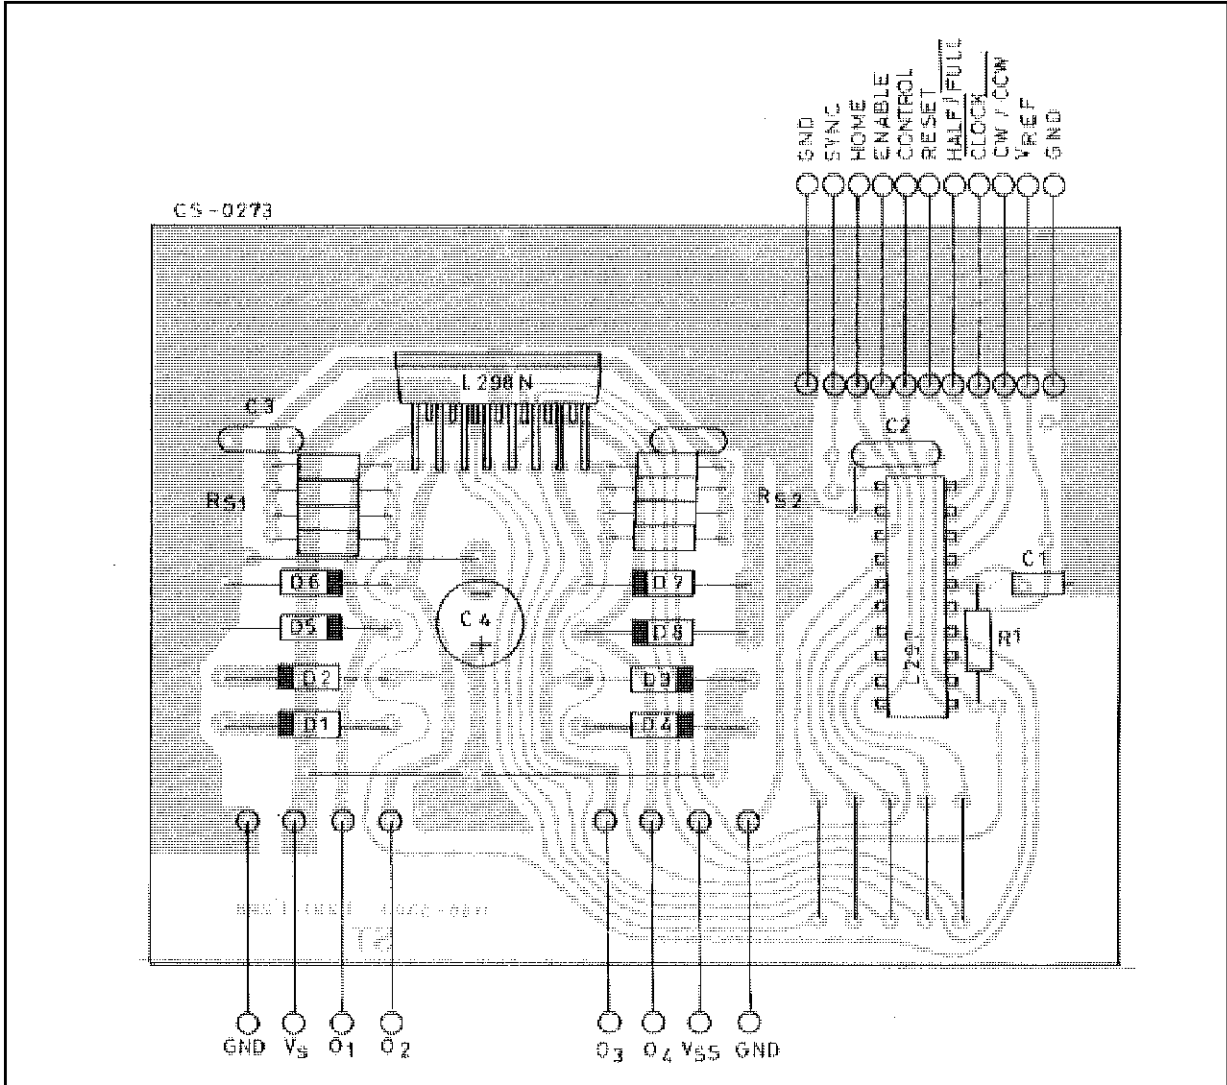 GND
SYNC
HOME
ENABLE
CONTROL
RESET
HALF/FULL
CLOCK
CW / CCW
VREF
GND
CS-0273
L298N
C3
C2
RS1
RS2
D6
D7
C1
C4
D5
D8
R1
D2
D3
D1
D4
GND
VS
O1
O2
O3
O4
VSS
GND